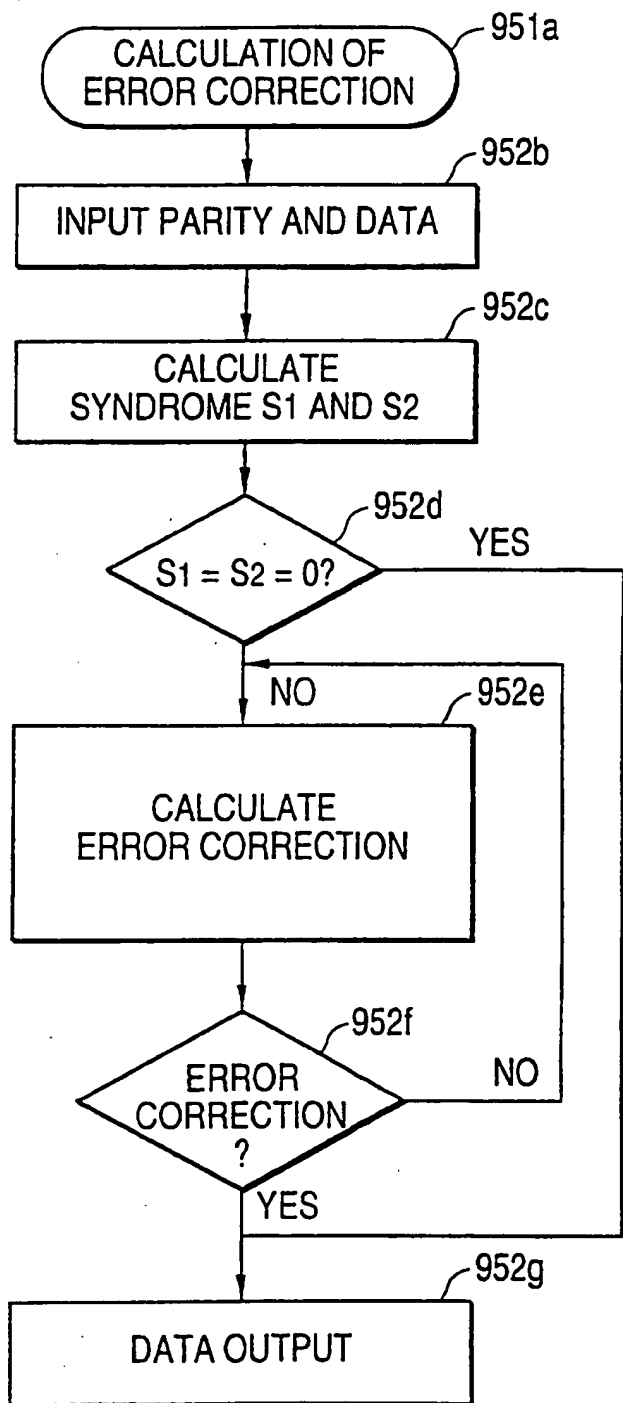 951a
CALCULATION OF
ERROR CORRECTION
952b
INPUT PARITY AND DATA
952c
CALCULATE
SYNDROME S1 AND S2
952d
S1 = S2 = 0?
YES
NO
952e
CALCULATE
ERROR CORRECTION
952f
ERROR
CORRECTION
?
NO
YES
952g
DATA OUTPUT